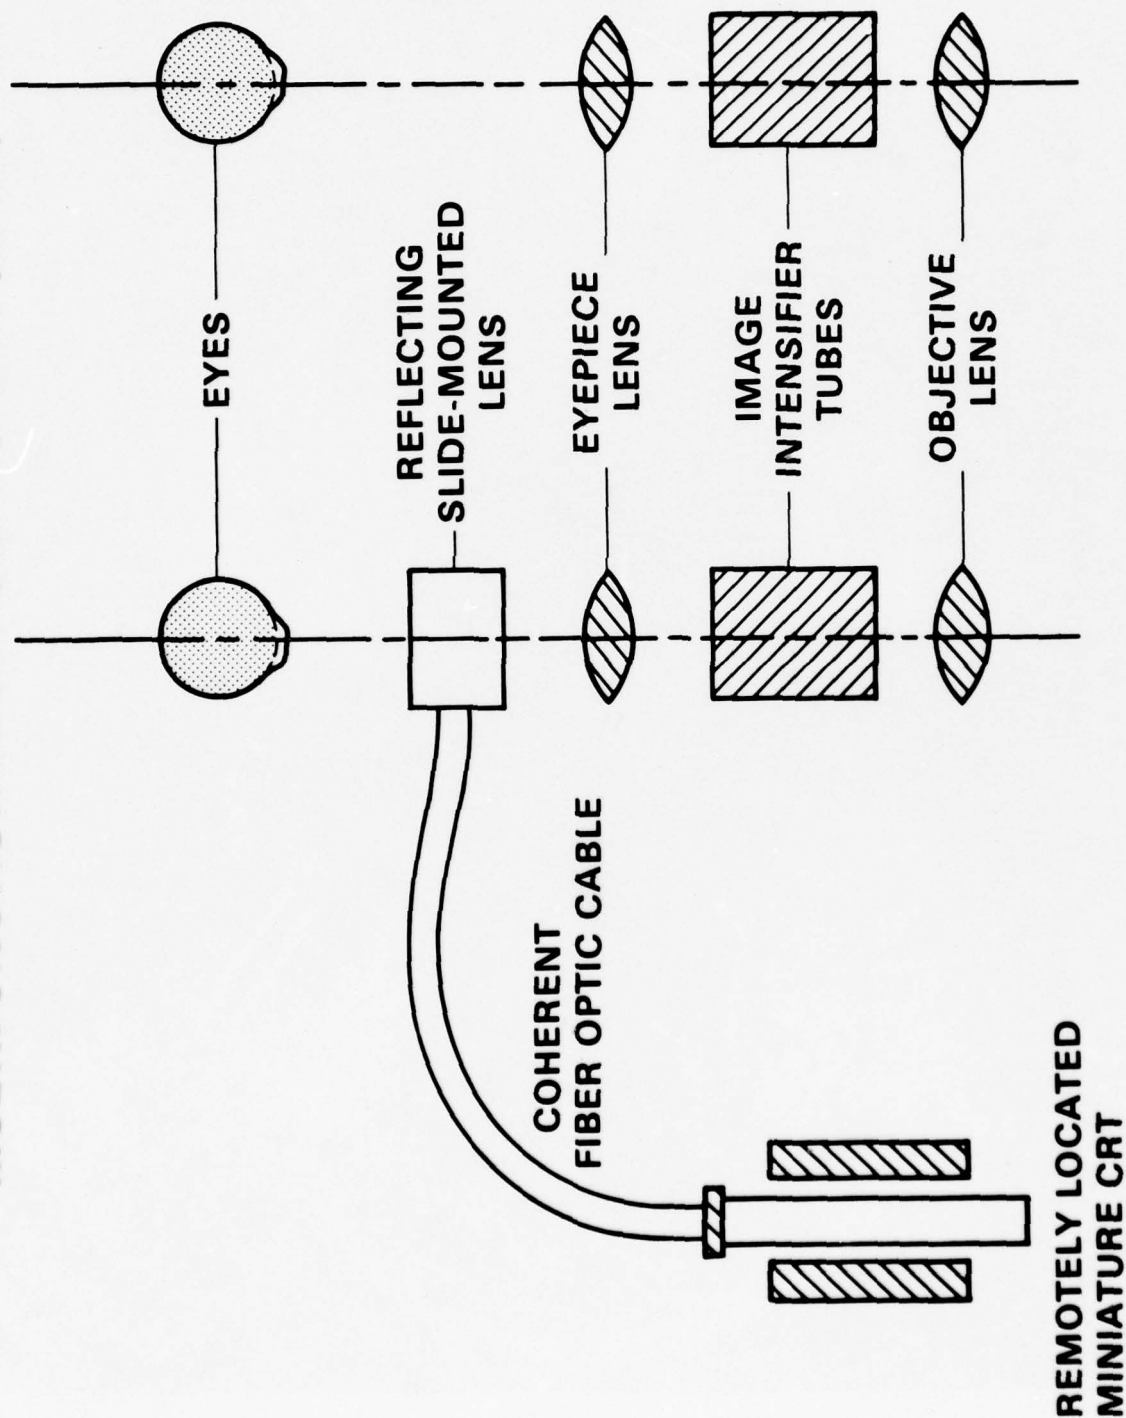 EYES
REFLECTING
SLIDE-MOUNTED
LENS
EYEPIECE
LENS
IMAGE
INTENSIFIER
TUBES
OBJECTIVE
LENS
COHERENT
FIBER OPTIC CABLE
REMOTELY LOCATED
MINIATURE CRT